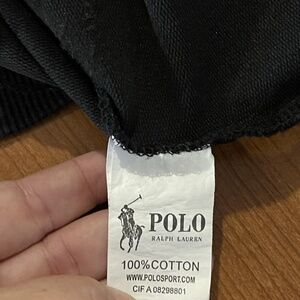 POLO
RALPH LAUREN
100%COTTON
WWW.POLOSPORT.COM
CIF A 08298801